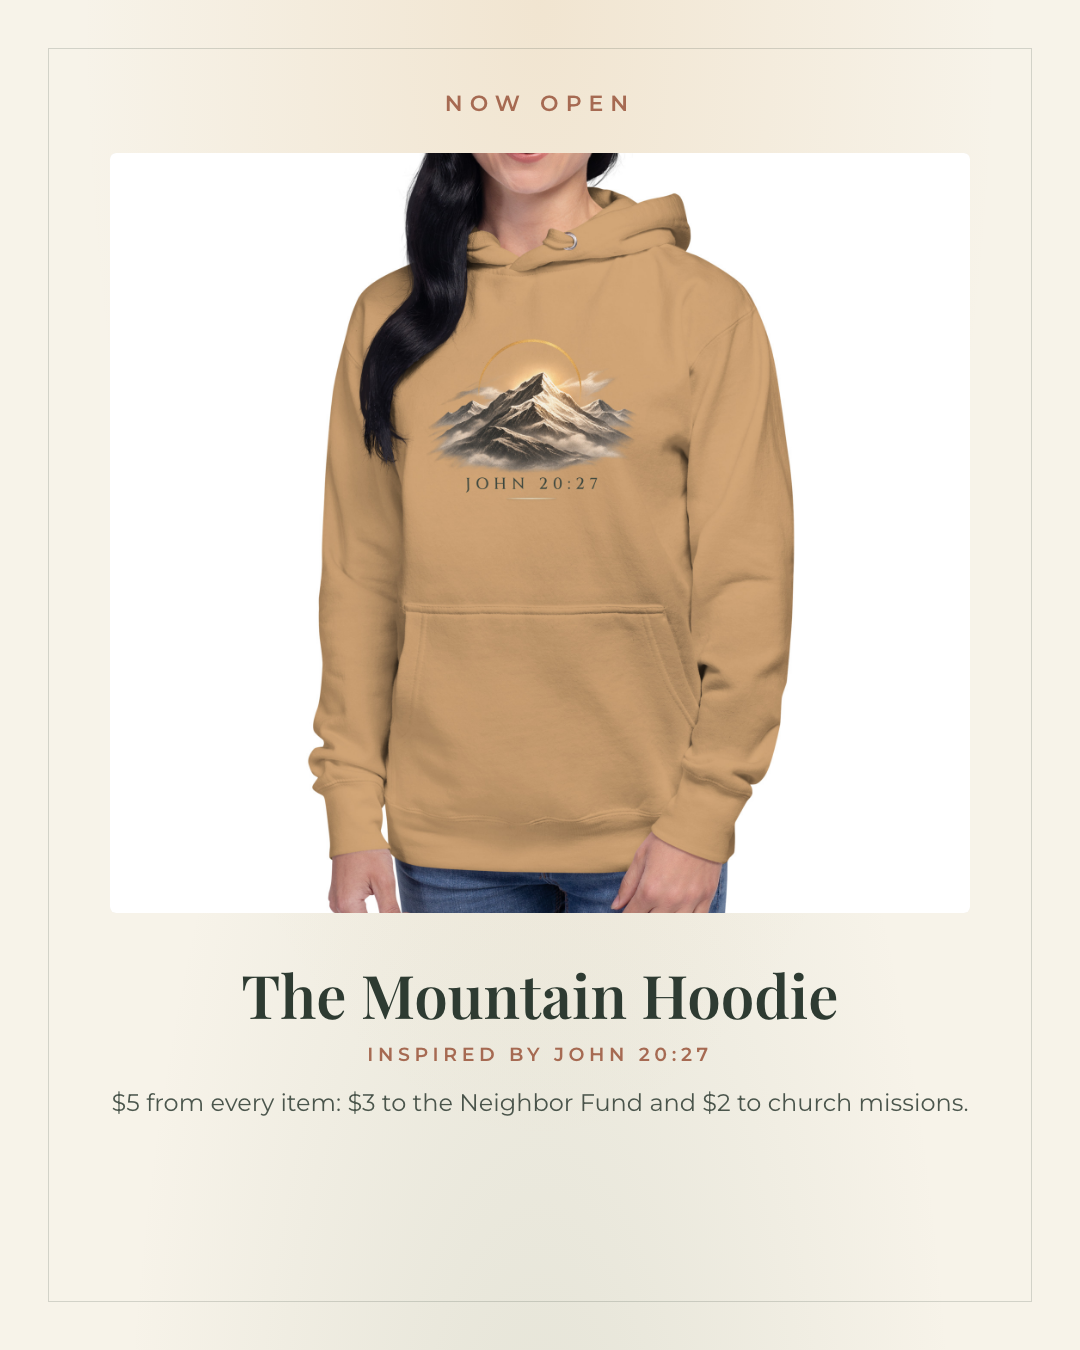 NOW OPEN
JOHN 20:27
The Mountain Hoodie
INSPIRED BY JOHN 20:27
$5 from every item: $3 to the Neighbor Fund and $2 to church missions.